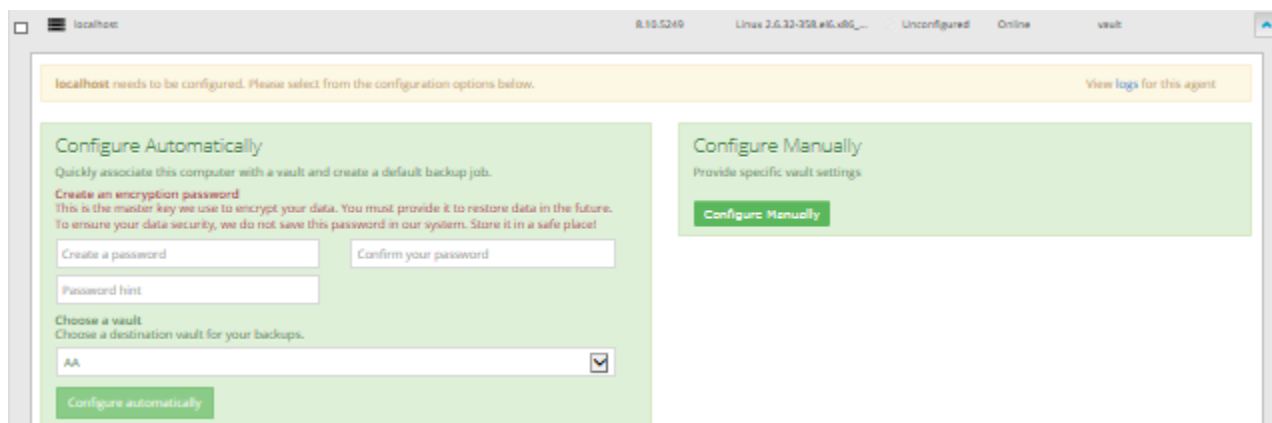 localhost 8.10.5249 Linux 2.6.32-358.el6.x86_... Unconfigured Online vault
localhost needs to be configured. Please select from the configuration options below. View logs for this agent
Configure Automatically
Quickly associate this computer with a vault and create a default backup job.
Create an encryption password
This is the master key we use to encrypt your data. You must provide it to restore data in the future.
To ensure your data security, we do not save this password in our system. Store it in a safe place!
Create a password Confirm your password
Password hint
Choose a vault
Choose a destination vault for your backups.
AA
Configure automatically
Configure Manually
Provide specific vault settings
Configure Manually